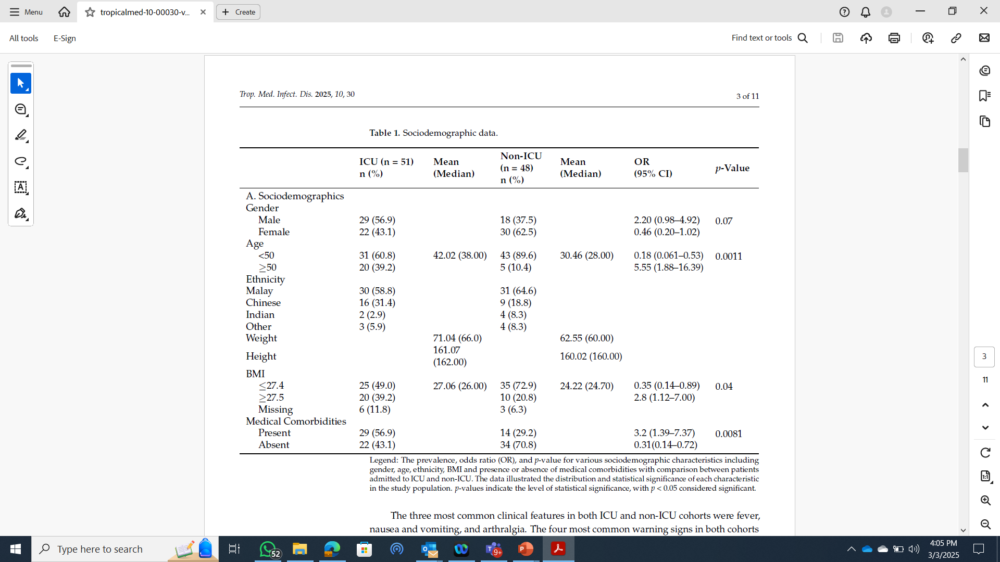 Menu
tropicalmed-10-00030-v...
Create
All tools
E-Sign
Find text or tools
Trop. Med. Infect. Dis. 2025, 10, 30
3 of 11
Table 1. Sociodemographic data.
ICU (n = 51) n (%) Mean (Median) Non-ICU (n = 48) n (%) Mean (Median) OR (95% CI) p-Value
A. Sociodemographics
Gender
Male 29 (56.9) 18 (37.5) 2.20 (0.98–4.92) 0.07
Female 22 (43.1) 30 (62.5) 0.46 (0.20–1.02)
Age
<50 31 (60.8) 42.02 (38.00) 43 (89.6) 30.46 (28.00) 0.18 (0.061–0.53) 0.0011
≥50 20 (39.2) 5 (10.4) 5.55 (1.88–16.39)
Ethnicity
Malay 30 (58.8) 31 (64.6)
Chinese 16 (31.4) 9 (18.8)
Indian 2 (2.9) 4 (8.3)
Other 3 (5.9) 4 (8.3)
Weight 71.04 (66.0) 62.55 (60.00)
Height 161.07 (162.00) 160.02 (160.00)
BMI
≤27.4 25 (49.0) 27.06 (26.00) 35 (72.9) 24.22 (24.70) 0.35 (0.14–0.89) 0.04
≥27.5 20 (39.2) 10 (20.8) 2.8 (1.12–7.00)
Missing 6 (11.8) 3 (6.3)
Medical Comorbidities
Present 29 (56.9) 14 (29.2) 3.2 (1.39–7.37) 0.0081
Absent 22 (43.1) 34 (70.8) 0.31(0.14–0.72)
Legend: The prevalence, odds ratio (OR), and p-value for various sociodemographic characteristics including
gender, age, ethnicity, BMI and presence or absence of medical comorbidities with comparison between patients
admitted to ICU and non-ICU. The data illustrated the distribution and statistical significance of each characteristic
in the study population. p-values indicate the level of statistical significance, with p < 0.05 considered significant.
The three most common clinical features in both ICU and non-ICU cohorts were fever,
nausea and vomiting, and arthralgia. The four most common warning signs in both cohorts
3
11
1:1
Type here to search
52
9+
4:05 PM
3/3/2025